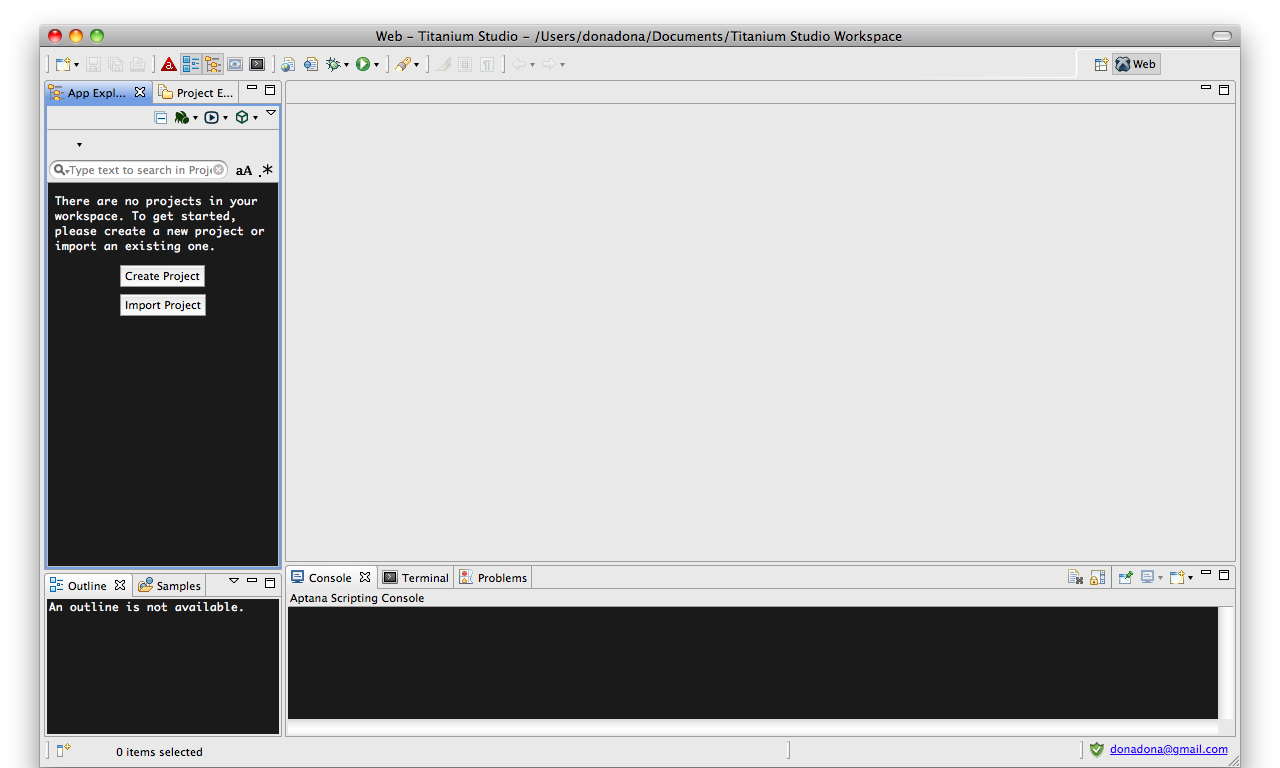 Web – Titanium Studio – /Users/donadona/Documents/Titanium Studio Workspace
Web
App Expl...
Project E...
Type text to search in Proj
aA .*
There are no projects in your
workspace. To get started,
please create a new project or
import an existing one.
Create Project
Import Project
Outline
Samples
An outline is not available.
Console
Terminal
Problems
Aptana Scripting Console
0 items selected
donadona@gmail.com